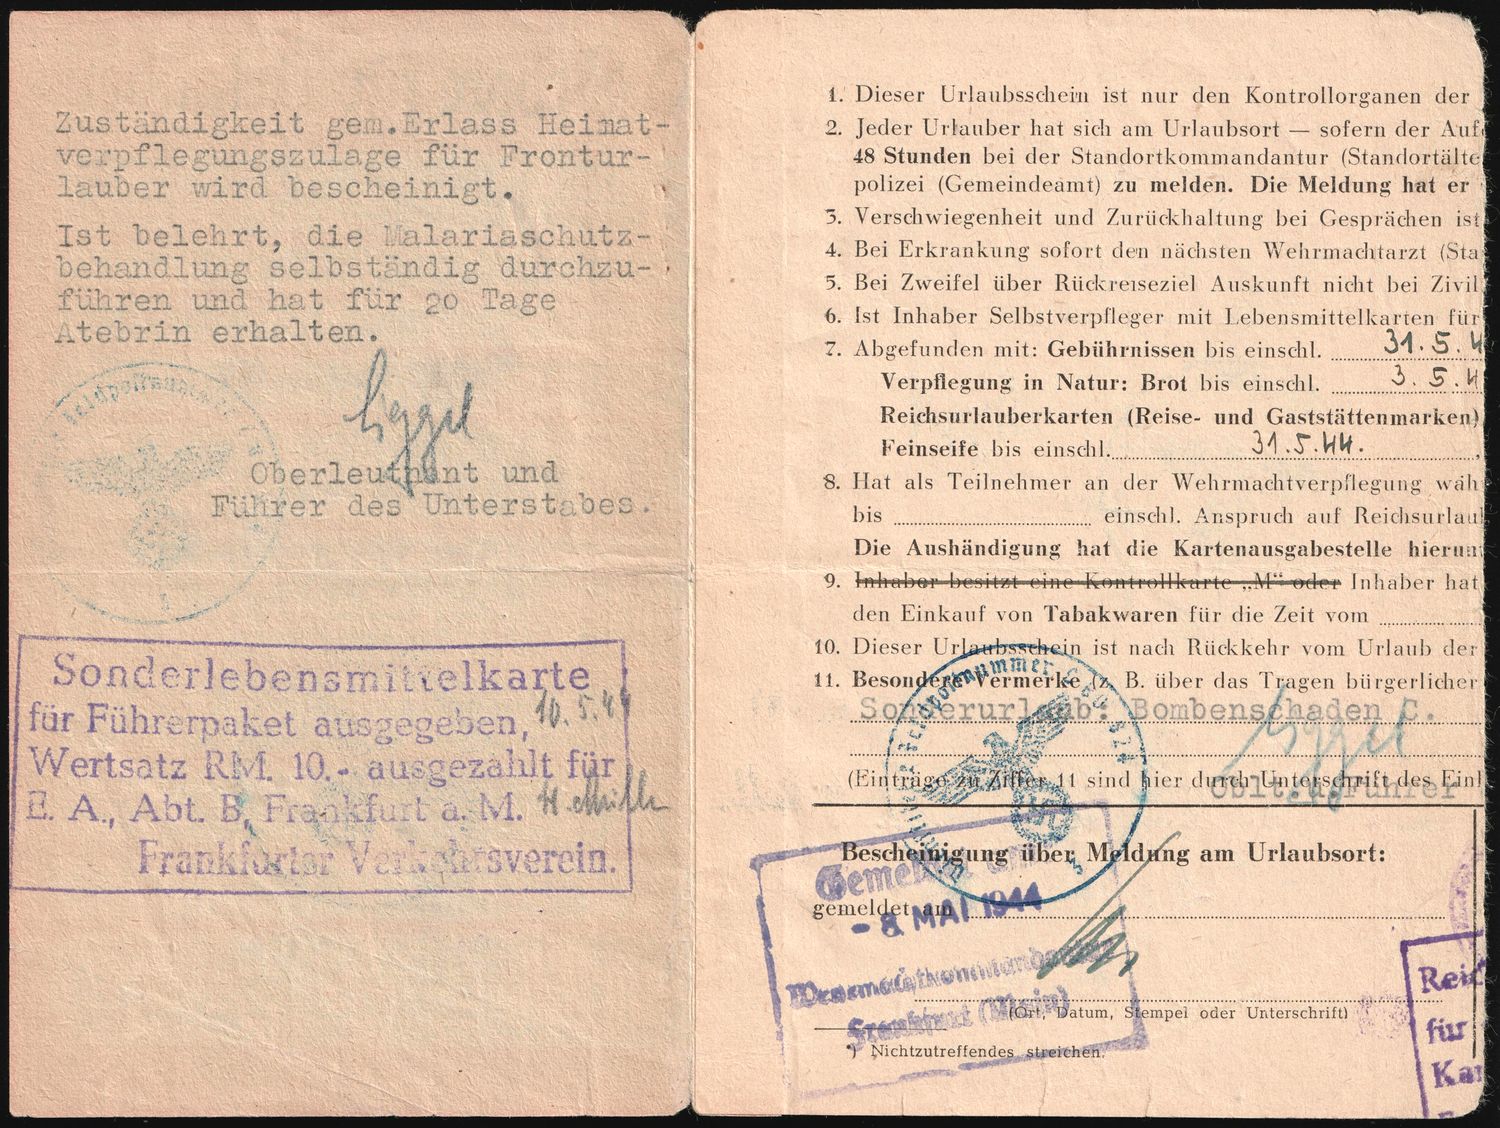 Zuständigkeit gem.Erlass Heimat-
verpflegungszulage für Frontur-
lauber wird bescheinigt.
Ist belehrt, die Malariaschutz-
behandlung selbständig durchzu-
führen und hat für 20 Tage
Atebrin erhalten.
Oberleutnant und
Führer des Unterstabes.
Sonderlebensmittelkarte
für Führerpaket ausgegeben, 10.5.44
Wertsatz RM. 10.- ausgezahlt für
E. A., Abt. B, Frankfurt a. M.
Frankfurter Verkehrsverein.
1. Dieser Urlaubsschein ist nur den Kontrollorganen der
2. Jeder Urlauber hat sich am Urlaubsort — sofern der Auf
48 Stunden bei der Standortkommandantur (Standortälte
polizei (Gemeindeamt) zu melden. Die Meldung hat er
3. Verschwiegenheit und Zurückhaltung bei Gesprächen ist
4. Bei Erkrankung sofort den nächsten Wehrmachtarzt (Sta
5. Bei Zweifel über Rückreiseziel Auskunft nicht bei Zivil
6. Ist Inhaber Selbstverpfleger mit Lebensmittelkarten für
7. Abgefunden mit: Gebührnissen bis einschl. 31.5.4
Verpflegung in Natur: Brot bis einschl. 3.5.4
Reichsurlauberkarten (Reise- und Gaststättenmarken)
Feinseife bis einschl. 31.5.44.
8. Hat als Teilnehmer an der Wehrmachtverpflegung wäh
bis einschl. Anspruch auf Reichsurlau
Die Aushändigung hat die Kartenausgabestelle hierun
9. Inhaber besitzt eine Kontrollkarte „M“ oder Inhaber hat
den Einkauf von Tabakwaren für die Zeit vom
10. Dieser Urlaubsschein ist nach Rückkehr vom Urlaub der
11. Besondere Vermerke (z. B. über das Tragen bürgerlicher
Sonderurlaub: Bombenschaden C.
(Einträge zu Ziffer 11 sind hier durch Unterschrift des Einh
Oblt. u. Führer
Feldpostnummer
Bescheinigung über Meldung am Urlaubsort:
gemeldet am
- 8. MAI 1944
Wehrmachtkommandantur
Frankfurt (Main)
(Ort, Datum, Stempel oder Unterschrift)
*) Nichtzutreffendes streichen.
Reic
für
Kar